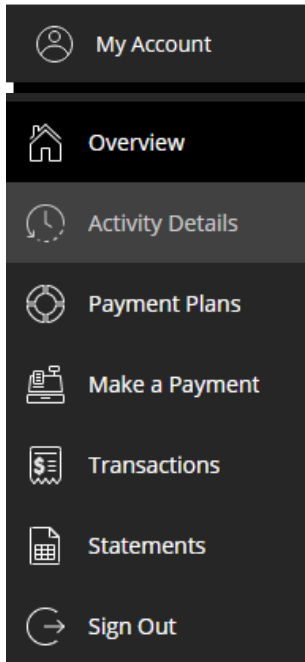 My Account
Overview
Activity Details
Payment Plans
Make a Payment
Transactions
Statements
Sign Out